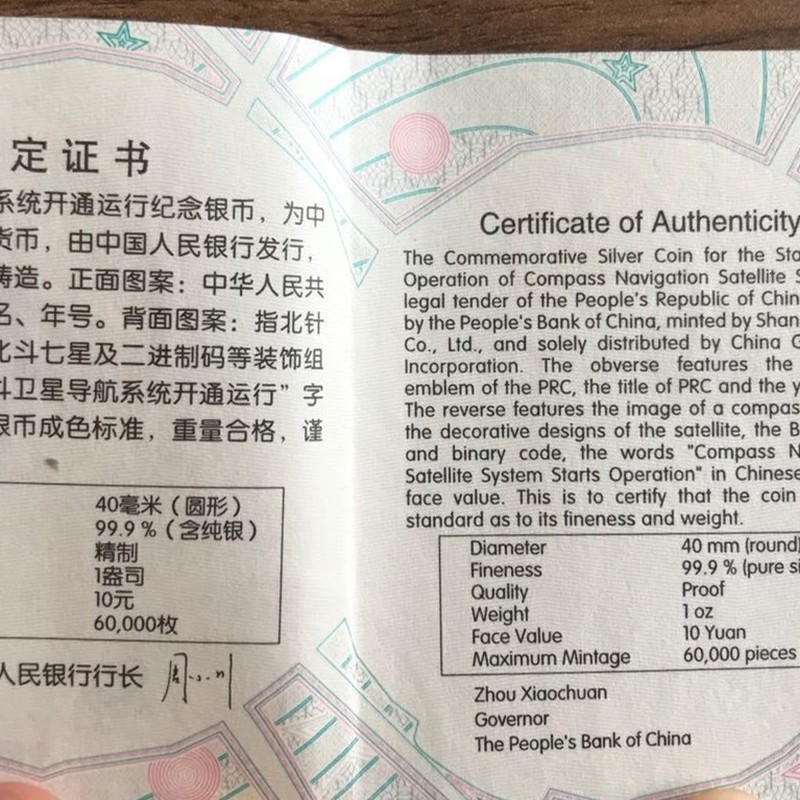 定证书
系统开通运行纪念银币，为中
货币，由中国人民银行发行，
铸造。正面图案：中华人民共
名、年号。背面图案：指北针
北斗七星及二进制码等装饰组
斗卫星导航系统开通运行”字
银币成色标准，重量合格，谨
40毫米（圆形）
99.9 %（含纯银）
精制
1盎司
10元
60,000枚
人民银行行长 周小川
Certificate of Authenticity
The Commemorative Silver Coin for the Sta
Operation of Compass Navigation Satellite S
legal tender of the People's Republic of Chin
by the People's Bank of China, minted by Shan
Co., Ltd., and solely distributed by China G
Incorporation. The obverse features the
emblem of the PRC, the title of PRC and the y
The reverse features the image of a compas
the decorative designs of the satellite, the B
and binary code, the words "Compass N
Satellite System Starts Operation" in Chinese
face value. This is to certify that the coin
standard as to its fineness and weight.
Diameter 40 mm (round)
Fineness 99.9 % (pure si
Quality Proof
Weight 1 oz
Face Value 10 Yuan
Maximum Mintage 60,000 pieces
Zhou Xiaochuan
Governor
The People's Bank of China